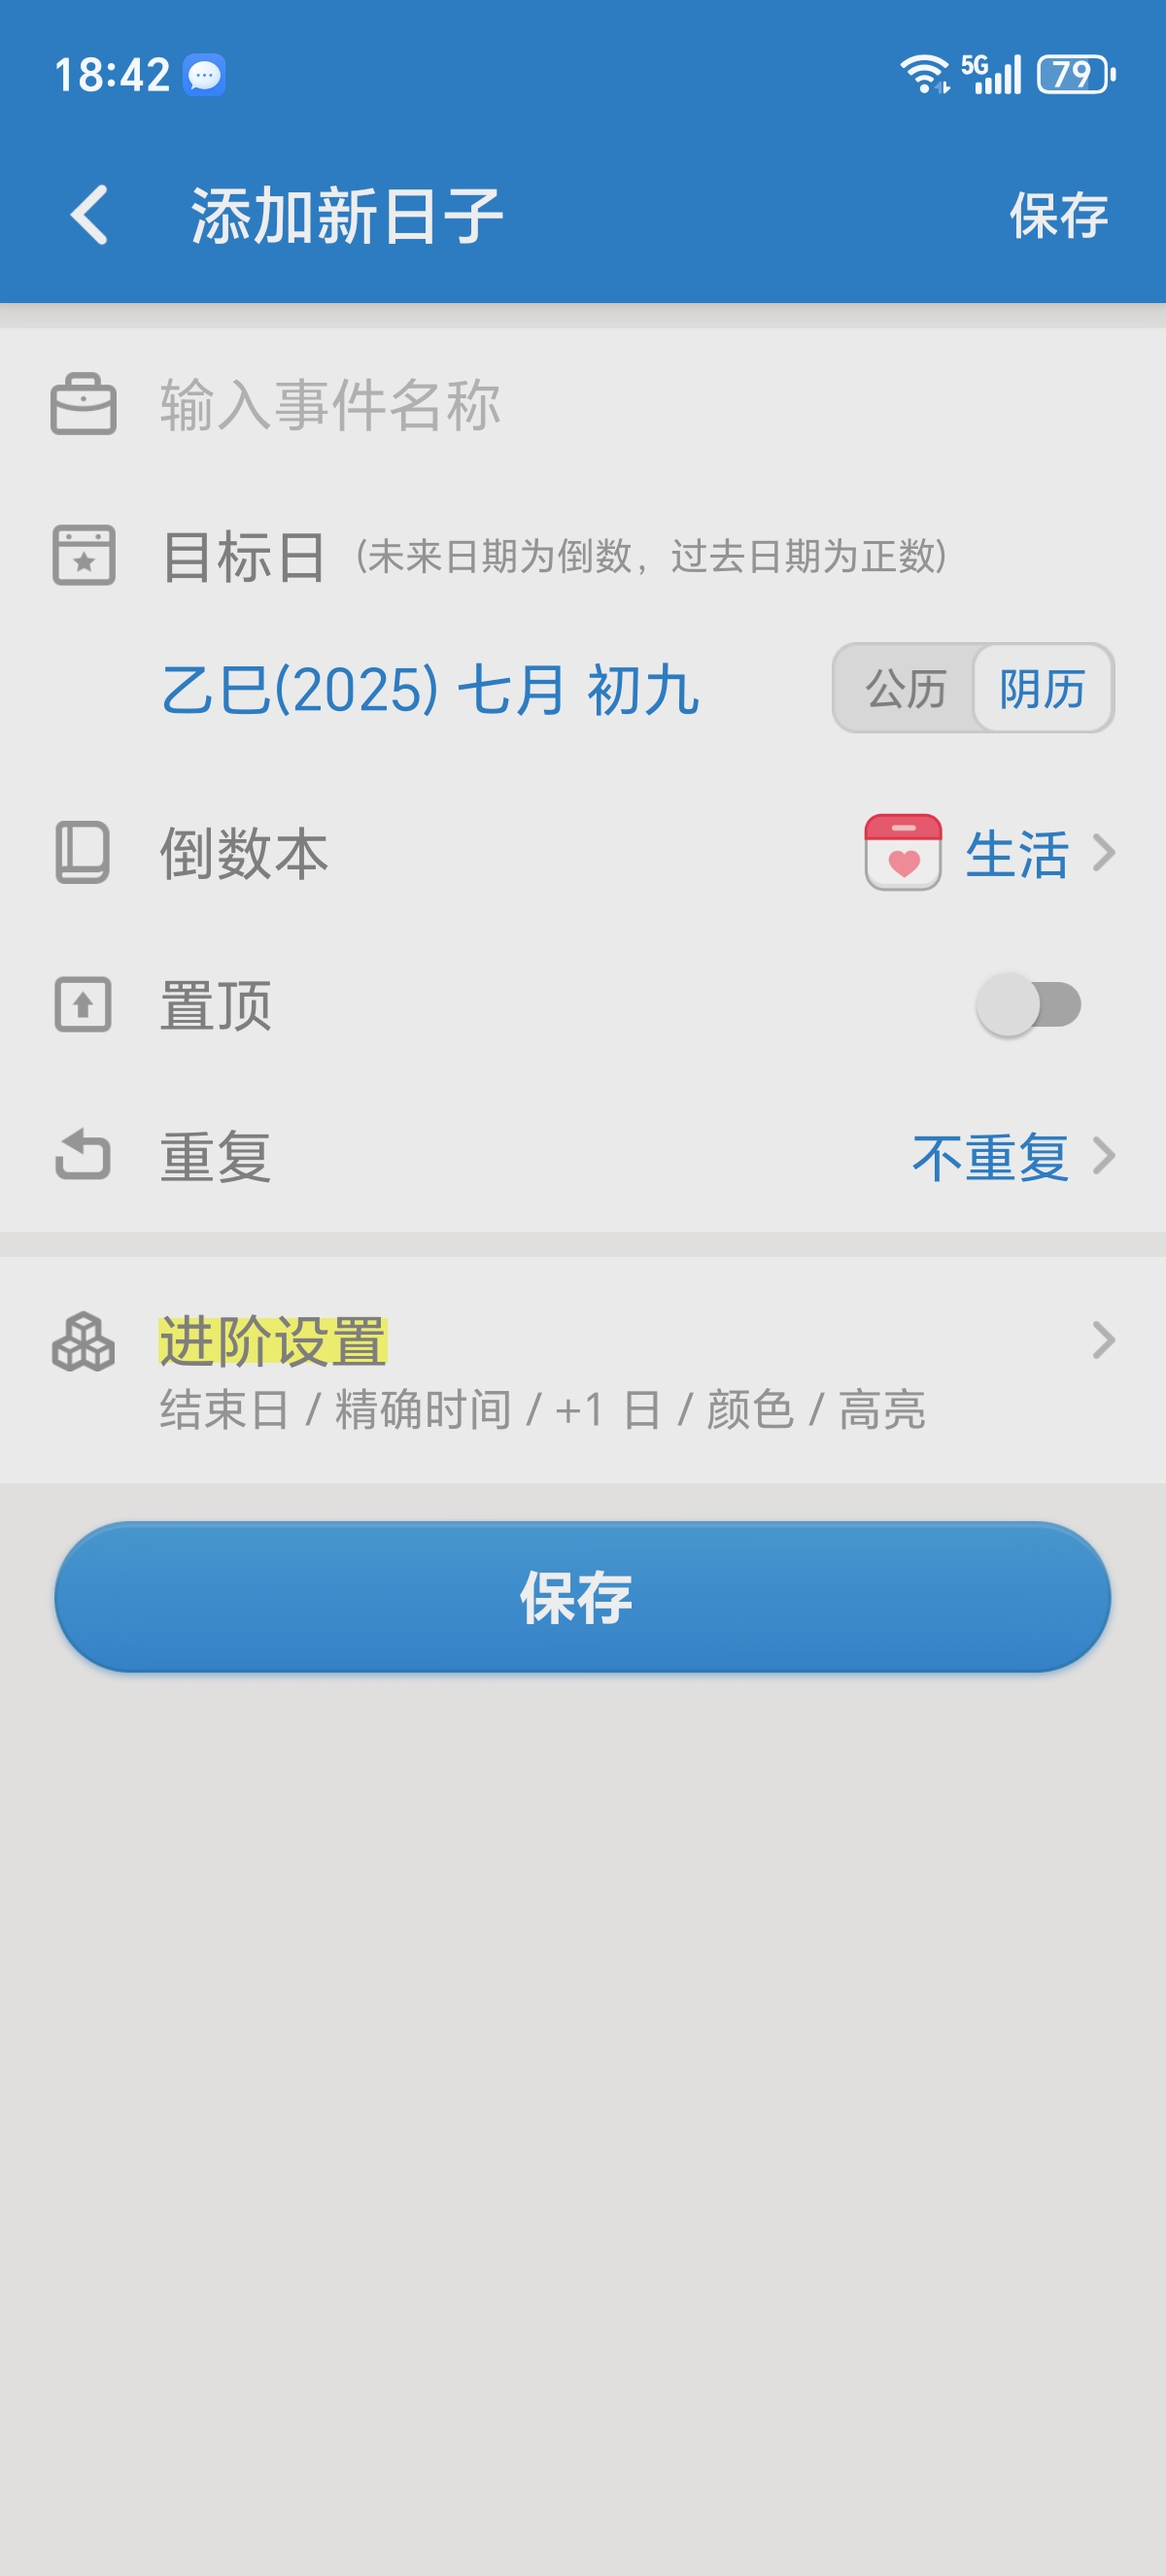 18:42 5G 79
添加新日子 保存
输入事件名称
目标日 (未来日期为倒数，过去日期为正数)
乙巳(2025) 七月 初九 公历 阴历
倒数本 生活
置顶
重复 不重复
进阶设置
结束日 / 精确时间 / +1 日 / 颜色 / 高亮
保存